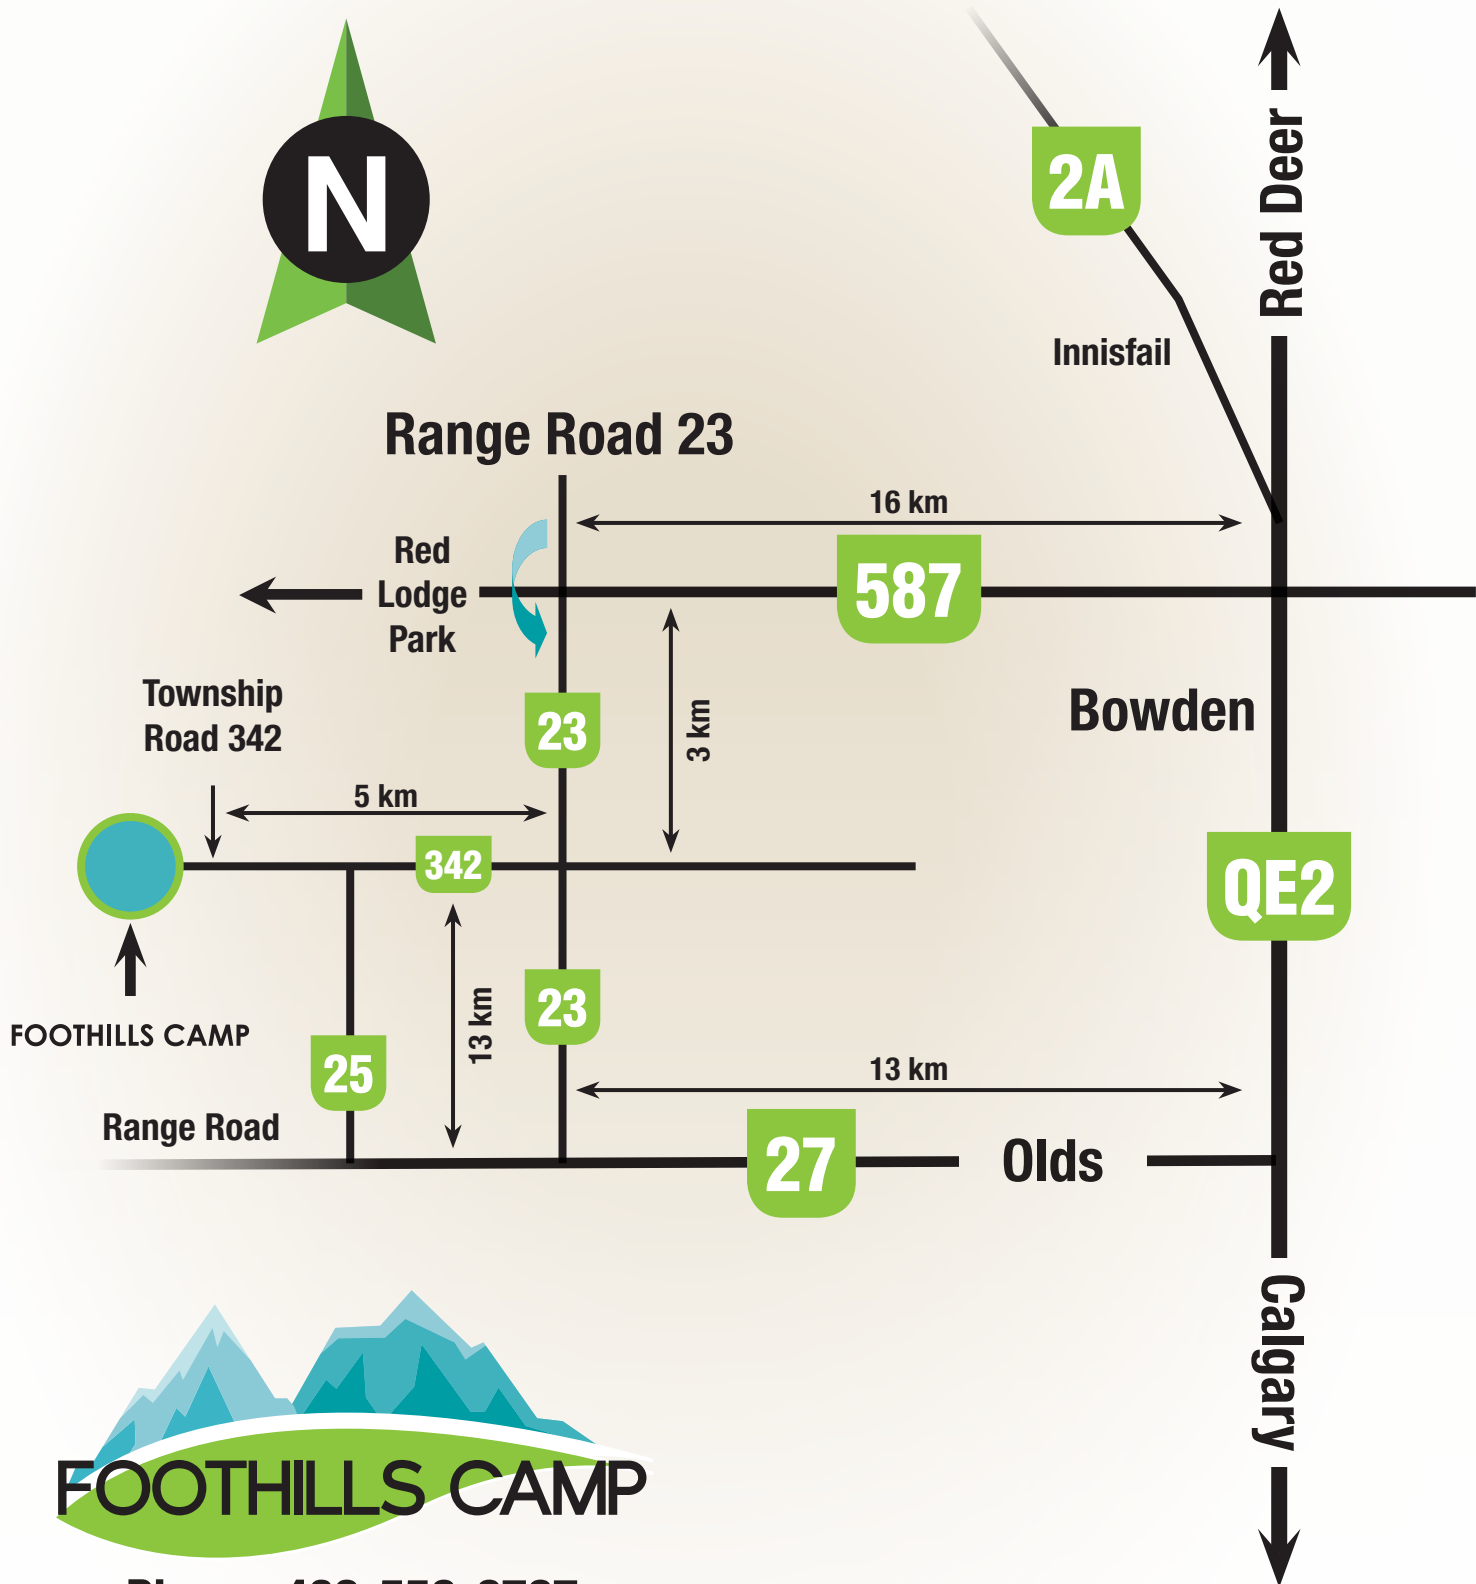 N
2A
Red Deer
Innisfail
Range Road 23
16 km
Red
Lodge
Park
587
Township
Road 342
23
3 km
Bowden
5 km
342
QE2
FOOTHILLS CAMP
13 km
23
25
13 km
Range Road
27
Olds
Calgary
FOOTHILLS CAMP